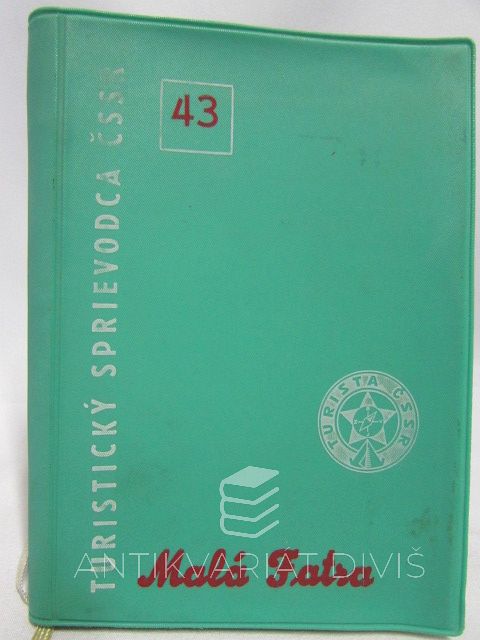 TURISTICKÝ SPRIEVODCA ČSSR
43
TURISTA ČSSR
ANTIKVARIÁT DIVIŠ
Malá Fatra